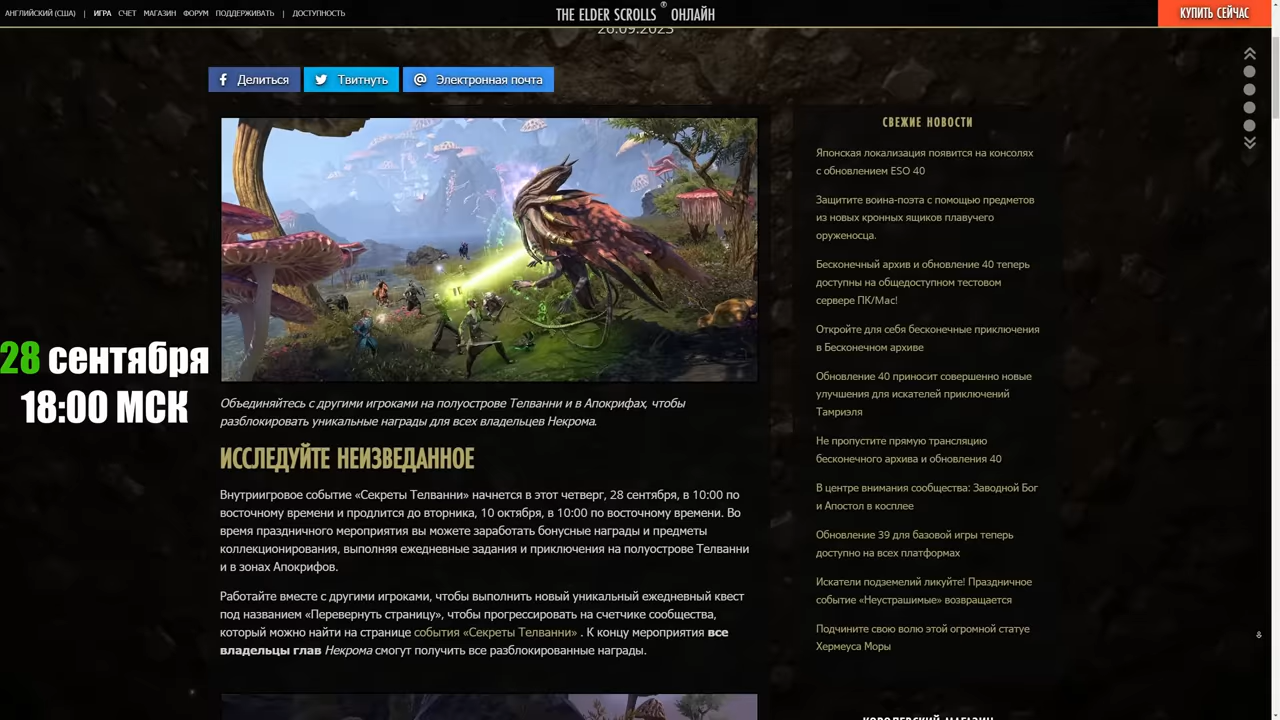 АНГЛИЙСКИЙ (США) | ИГРА СЧЕТ МАГАЗИН ФОРУМ ПОДДЕРЖИВАТЬ | ДОСТУПНОСТЬ
THE ELDER SCROLLS ® ОНЛАЙН
КУПИТЬ СЕЙЧАС
26.09.2023
Делиться
Твитнуть
Электронная почта
28 сентября
18:00 МСК
Объединяйтесь с другими игроками на полуострове Телванни и в Апокрифах, чтобы
разблокировать уникальные награды для всех владельцев Некрома.
ИССЛЕДУЙТЕ НЕИЗВЕДАННОЕ
Внутриигровое событие «Секреты Телванни» начнется в этот четверг, 28 сентября, в 10:00 по
восточному времени и продлится до вторника, 10 октября, в 10:00 по восточному времени. Во
время праздничного мероприятия вы можете заработать бонусные награды и предметы
коллекционирования, выполняя ежедневные задания и приключения на полуострове Телванни
и в зонах Апокрифов.
Работайте вместе с другими игроками, чтобы выполнить новый уникальный ежедневный квест
под названием «Перевернуть страницу», чтобы прогрессировать на счетчике сообщества,
который можно найти на странице события «Секреты Телванни» . К концу мероприятия все
владельцы глав Некрома смогут получить все разблокированные награды.
СВЕЖИЕ НОВОСТИ
Японская локализация появится на консолях
с обновлением ESO 40
Защитите воина-поэта с помощью предметов
из новых кронных ящиков плавучего
оруженосца.
Бесконечный архив и обновление 40 теперь
доступны на общедоступном тестовом
сервере ПК/Mac!
Откройте для себя бесконечные приключения
в Бесконечном архиве
Обновление 40 приносит совершенно новые
улучшения для искателей приключений
Тамриэля
Не пропустите прямую трансляцию
бесконечного архива и обновления 40
В центре внимания сообщества: Заводной Бог
и Апостол в косплее
Обновление 39 для базовой игры теперь
доступно на всех платформах
Искатели подземелий ликуйте! Праздничное
событие «Неустрашимые» возвращается
Подчините свою волю этой огромной статуе
Хермеуса Моры
КОРОЛЕВСКИЙ МАГАЗИН